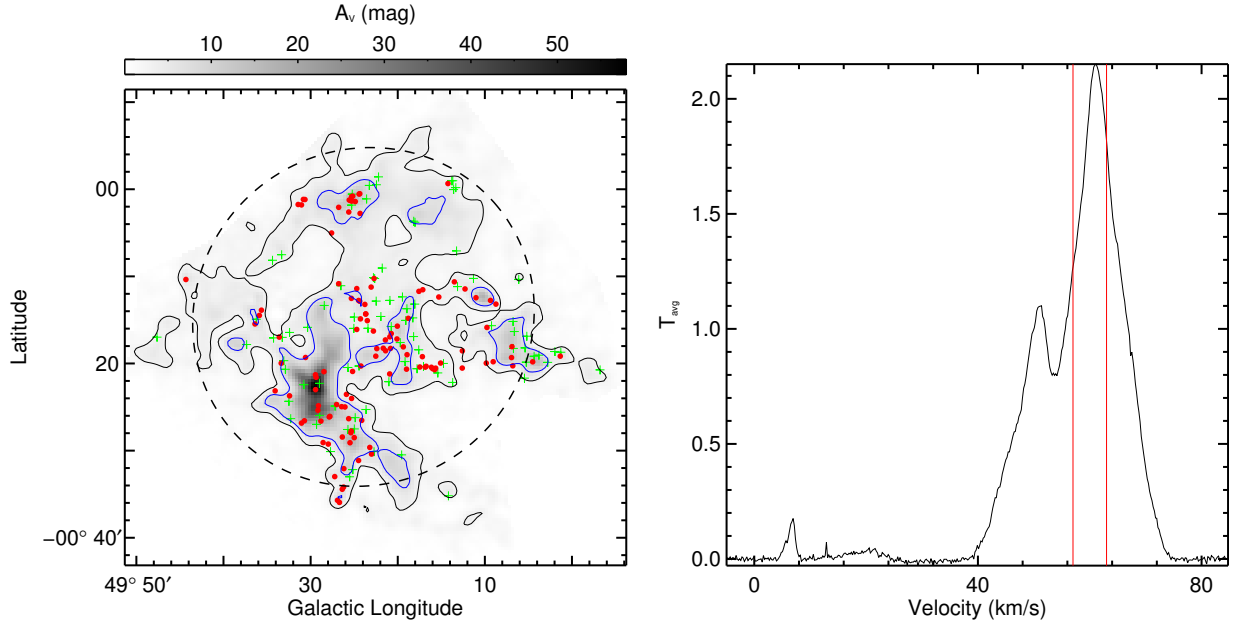 A_v (mag)
10 20 30 40 50
00
20
−00° 40′
49° 50′ 30 10
Latitude
Galactic Longitude
2.0
1.5
1.0
0.5
0.0
T_avg
0 40 80
Velocity (km/s)